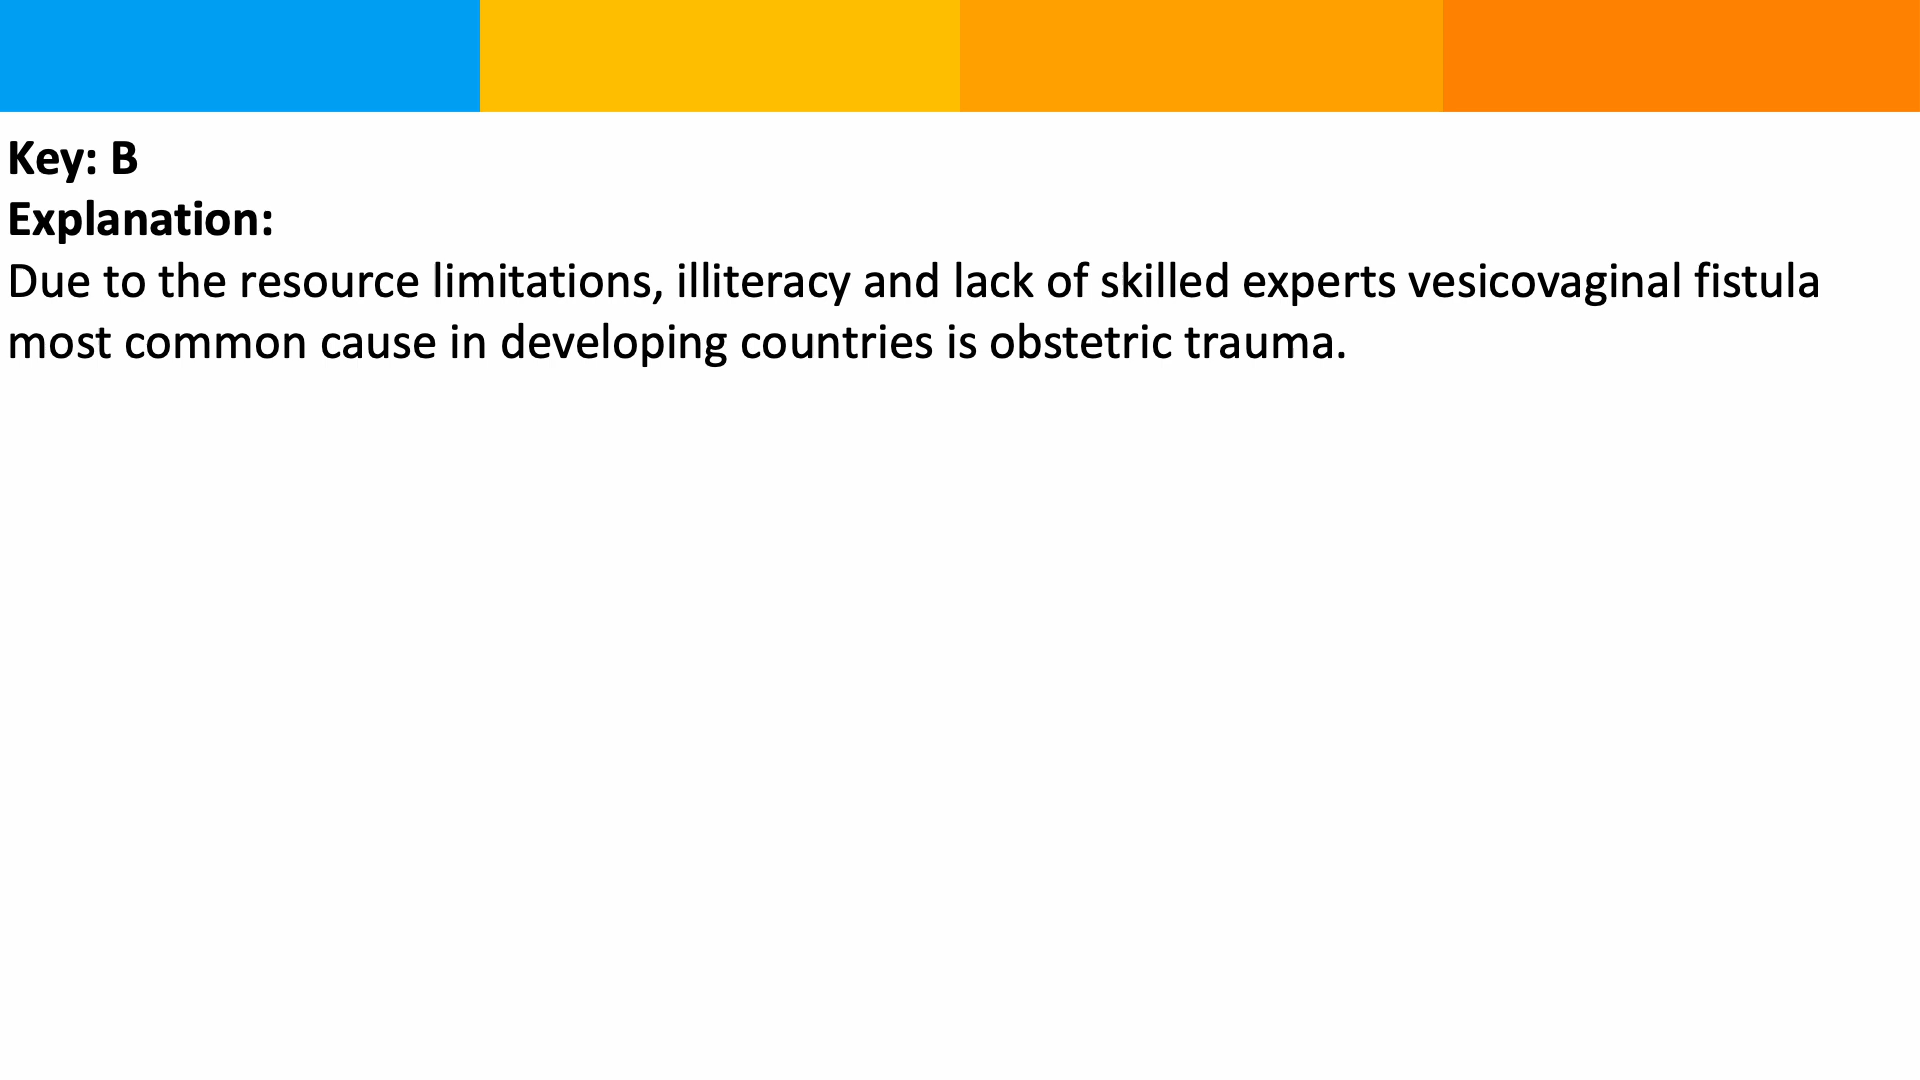 Key: B
Explanation:
Due to the resource limitations, illiteracy and lack of skilled experts vesicovaginal fistula
most common cause in developing countries is obstetric trauma.